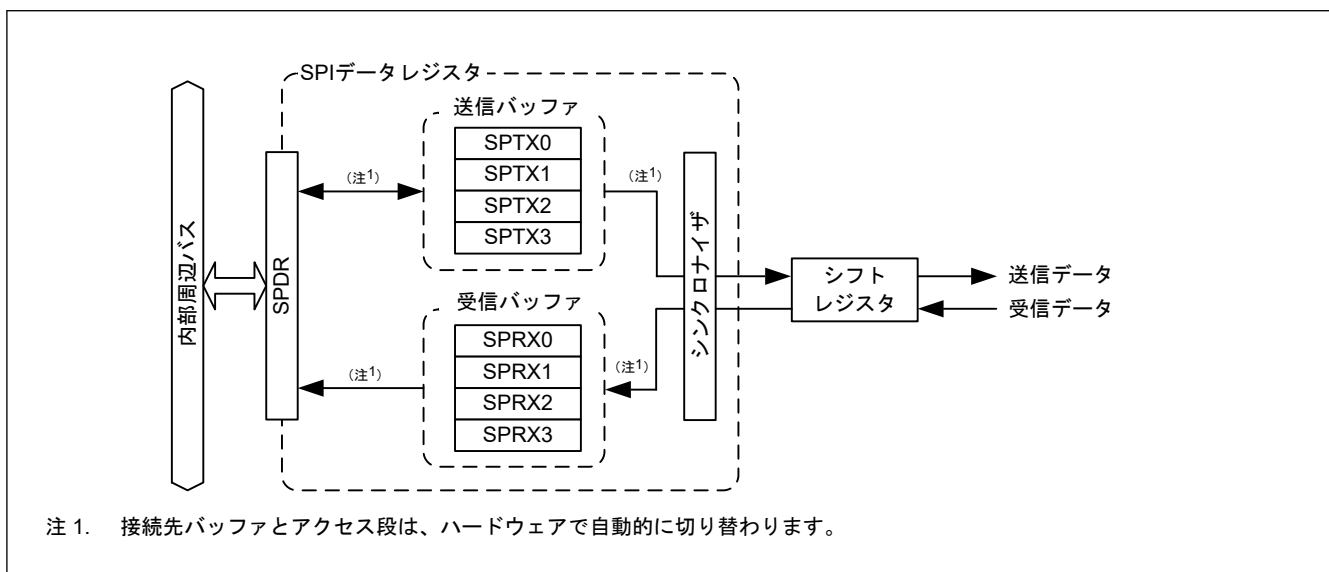 SPIデータレジスタ
送信バッファ
SPTX0
SPTX1
SPTX2
SPTX3
(注1)
(注1)
内部周辺バス
SPDR
シンクロナイザ
シフト
レジスタ
送信データ
受信データ
受信バッファ
SPRX0
SPRX1
SPRX2
SPRX3
(注1)
(注1)
注 1. 接続先バッファとアクセス段は、ハードウェアで自動的に切り替わります。